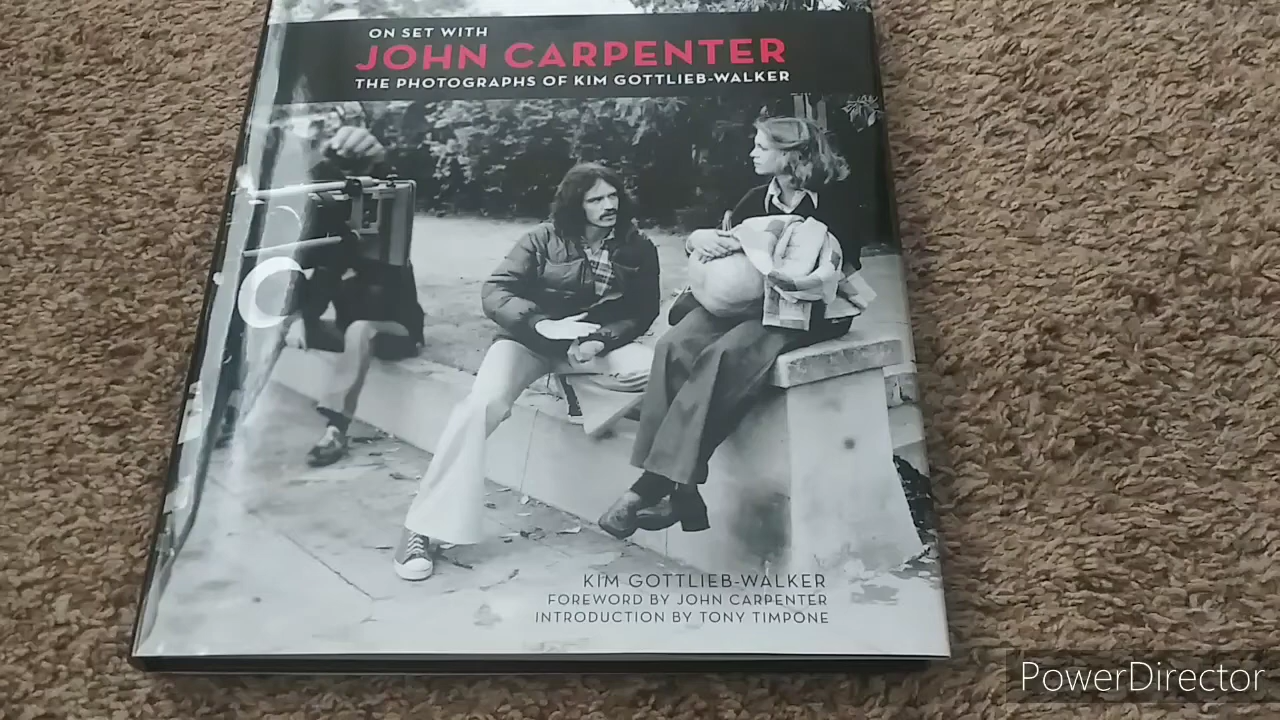 ON SET WITH
JOHN CARPENTER
THE PHOTOGRAPHS OF KIM GOTTLIEB-WALKER
KIM GOTTLIEB-WALKER
FOREWORD BY JOHN CARPENTER
INTRODUCTION BY TONY TIMPONE
PowerDirector